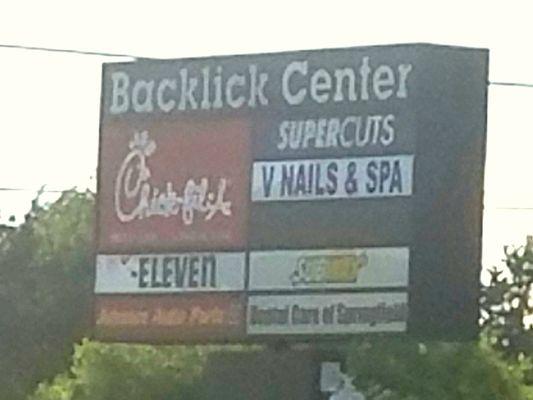 Backlick Center
SUPERCUTS
Chick-fil-A
V NAILS & SPA
-ELEVEn
SUBWAY
Advance Auto Parts
Dental Care of Springfield